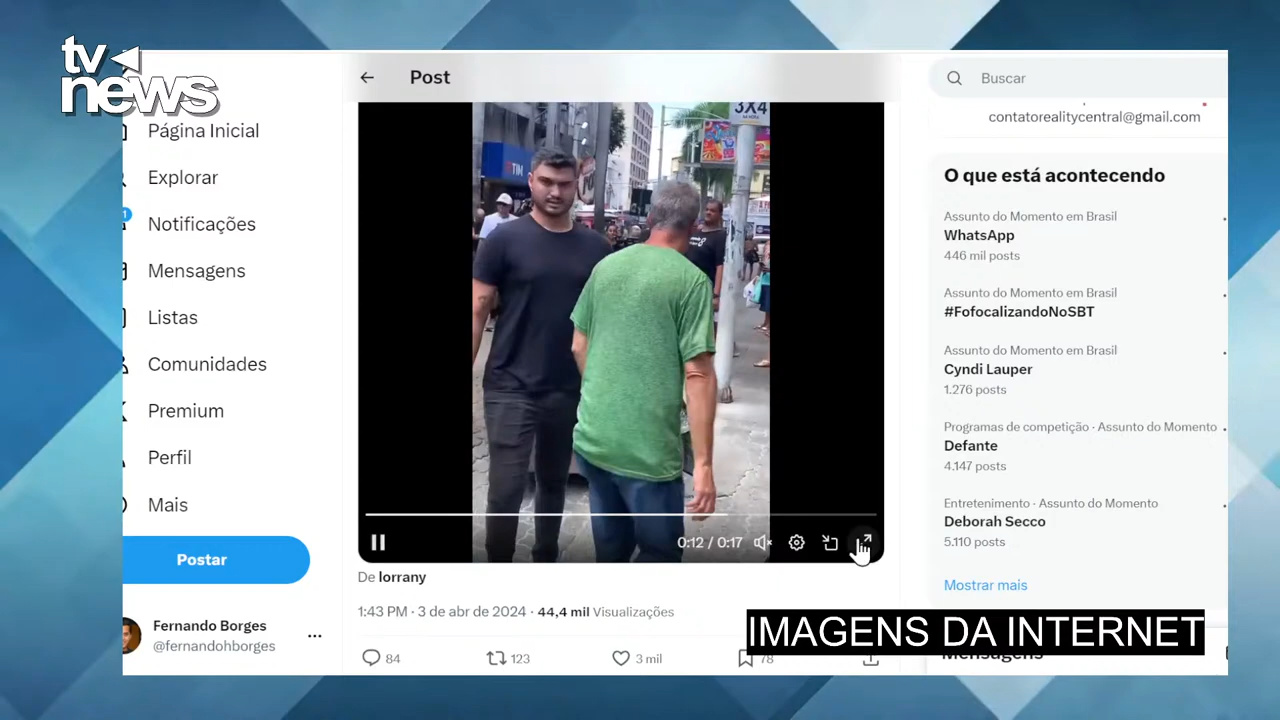 tv
news
Página Inicial
Explorar
1
Notificações
Mensagens
Listas
Comunidades
Premium
Perfil
Mais
Postar
Fernando Borges
@fernandohborges
Post
3X4
TIM
0:12 / 0:17
De lorrany
1:43 PM · 3 de abr de 2024 · 44,4 mil Visualizações
84
123
3 mil
78
Buscar
contatorealitycentral@gmail.com
O que está acontecendo
Assunto do Momento em Brasil
WhatsApp
446 mil posts
Assunto do Momento em Brasil
#FofocalizandoNoSBT
Assunto do Momento em Brasil
Cyndi Lauper
1.276 posts
Programas de competição · Assunto do Momento
Defante
4.147 posts
Entretenimento · Assunto do Momento
Deborah Secco
5.110 posts
Mostrar mais
IMAGENS DA INTERNET
Mensagens